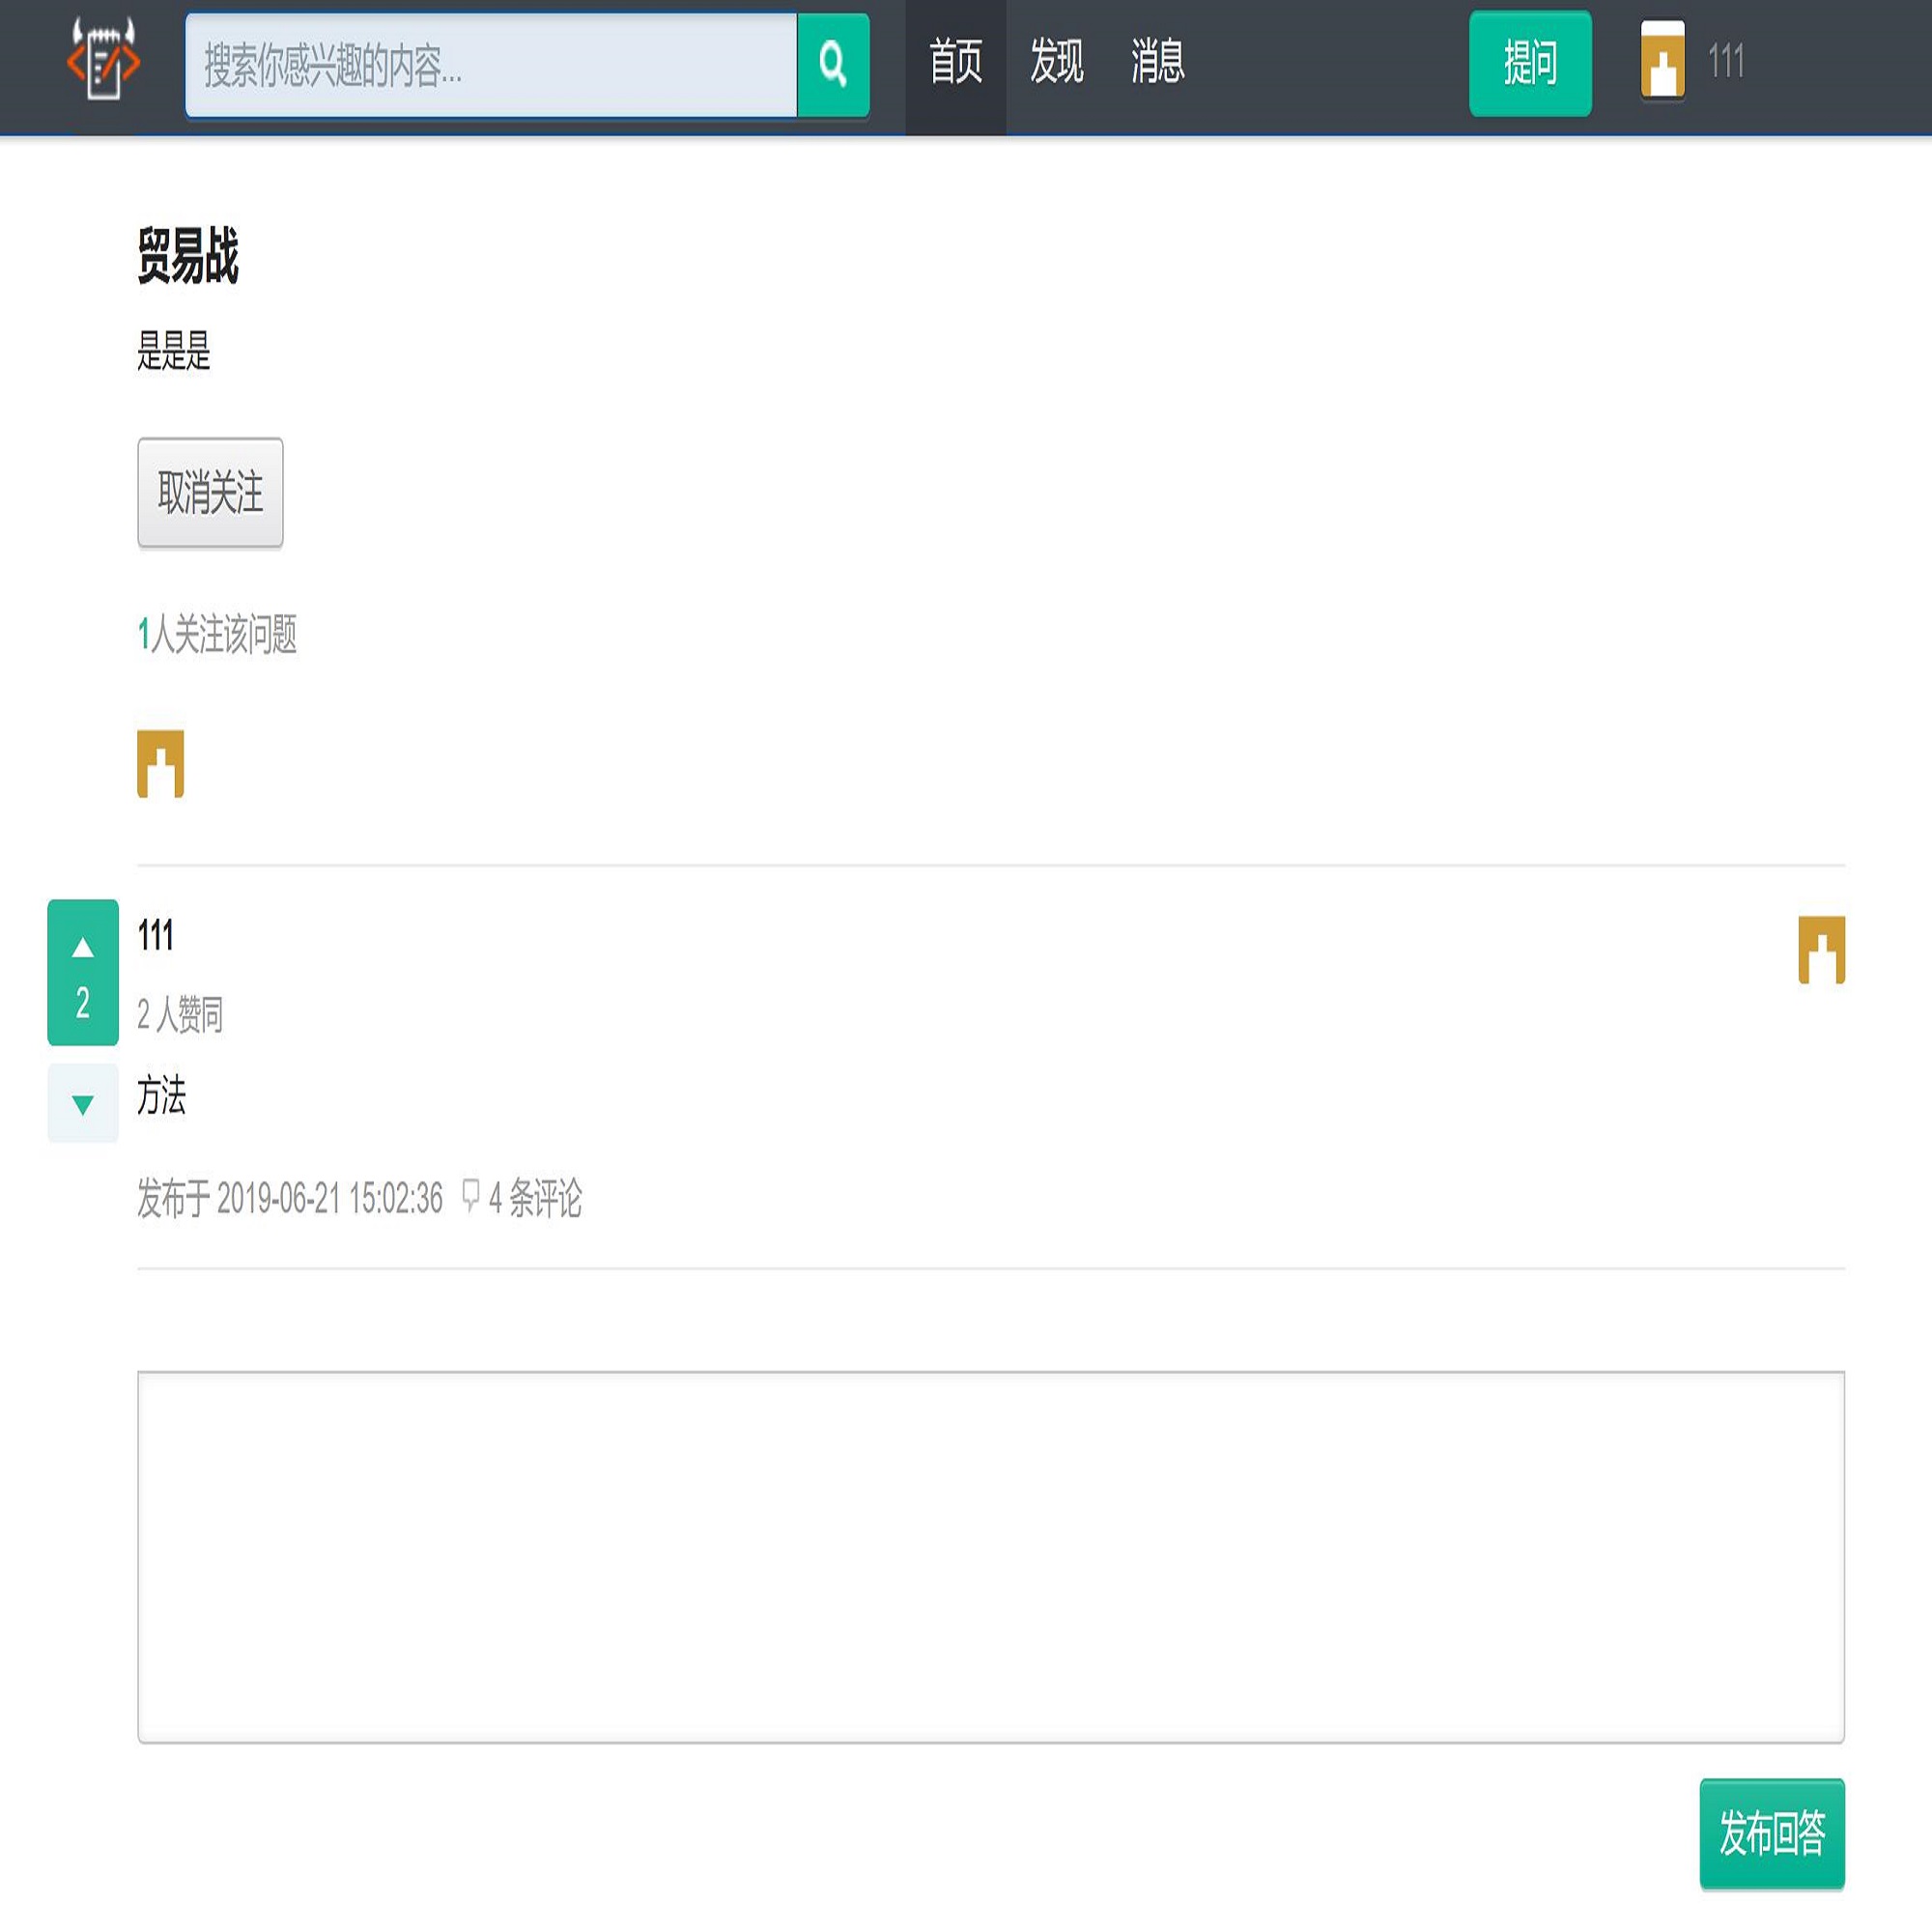 搜索你感兴趣的内容...
首页 发现 消息 提问 111
贸易战
是是是
取消关注
1人关注该问题
111
2
2 人赞同
方法
发布于 2019-06-21 15:02:36 4 条评论
发布回答